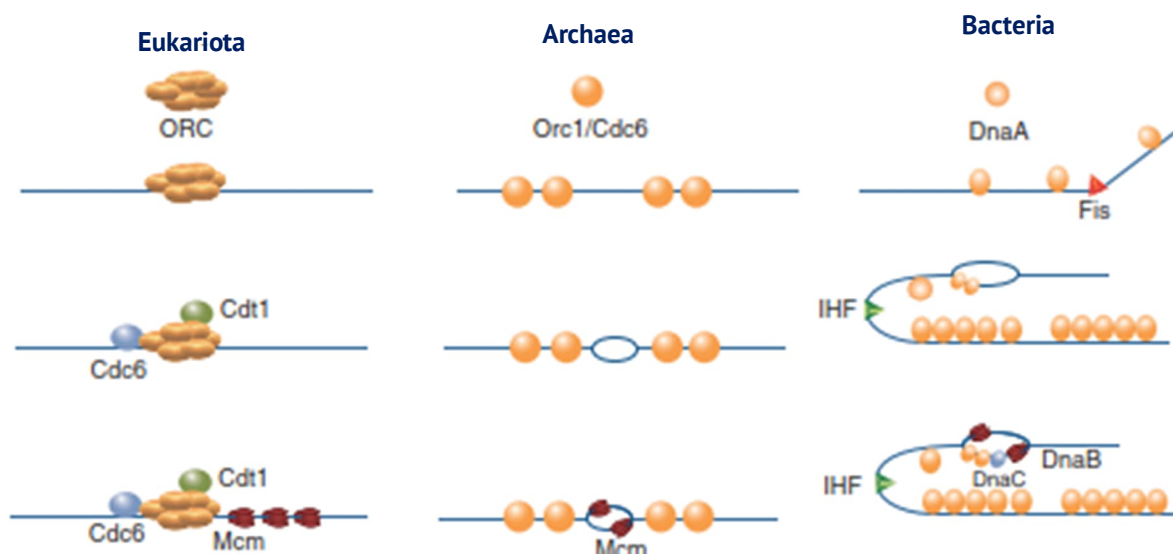 Eukariota
Archaea
Bacteria
ORC
Orc1/Cdc6
DnaA
Fis
Cdt1
Cdc6
IHF
Cdt1
Cdc6
Mcm
Mcm
IHF
DnaC
DnaB